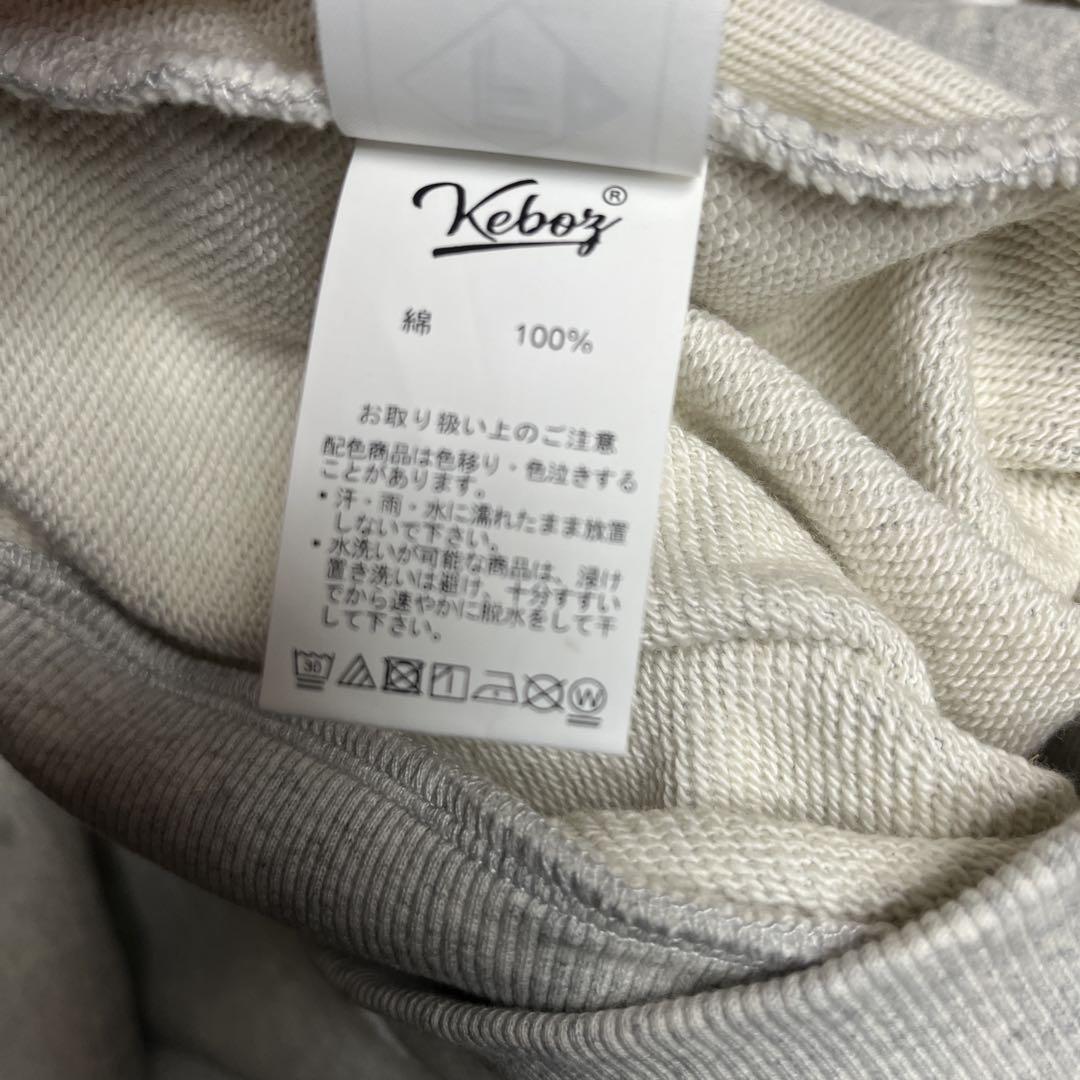 Keboz®
綿 100%
お取り扱い上のご注意
配色商品は色移り・色泣きする
ことがあります。
・汗・雨・水に濡れたまま放置
しないで下さい。
・水洗いが可能な商品は、浸け
置き洗いは避け、十分すすい
でから速やかに脱水をして干
して下さい。
30
W